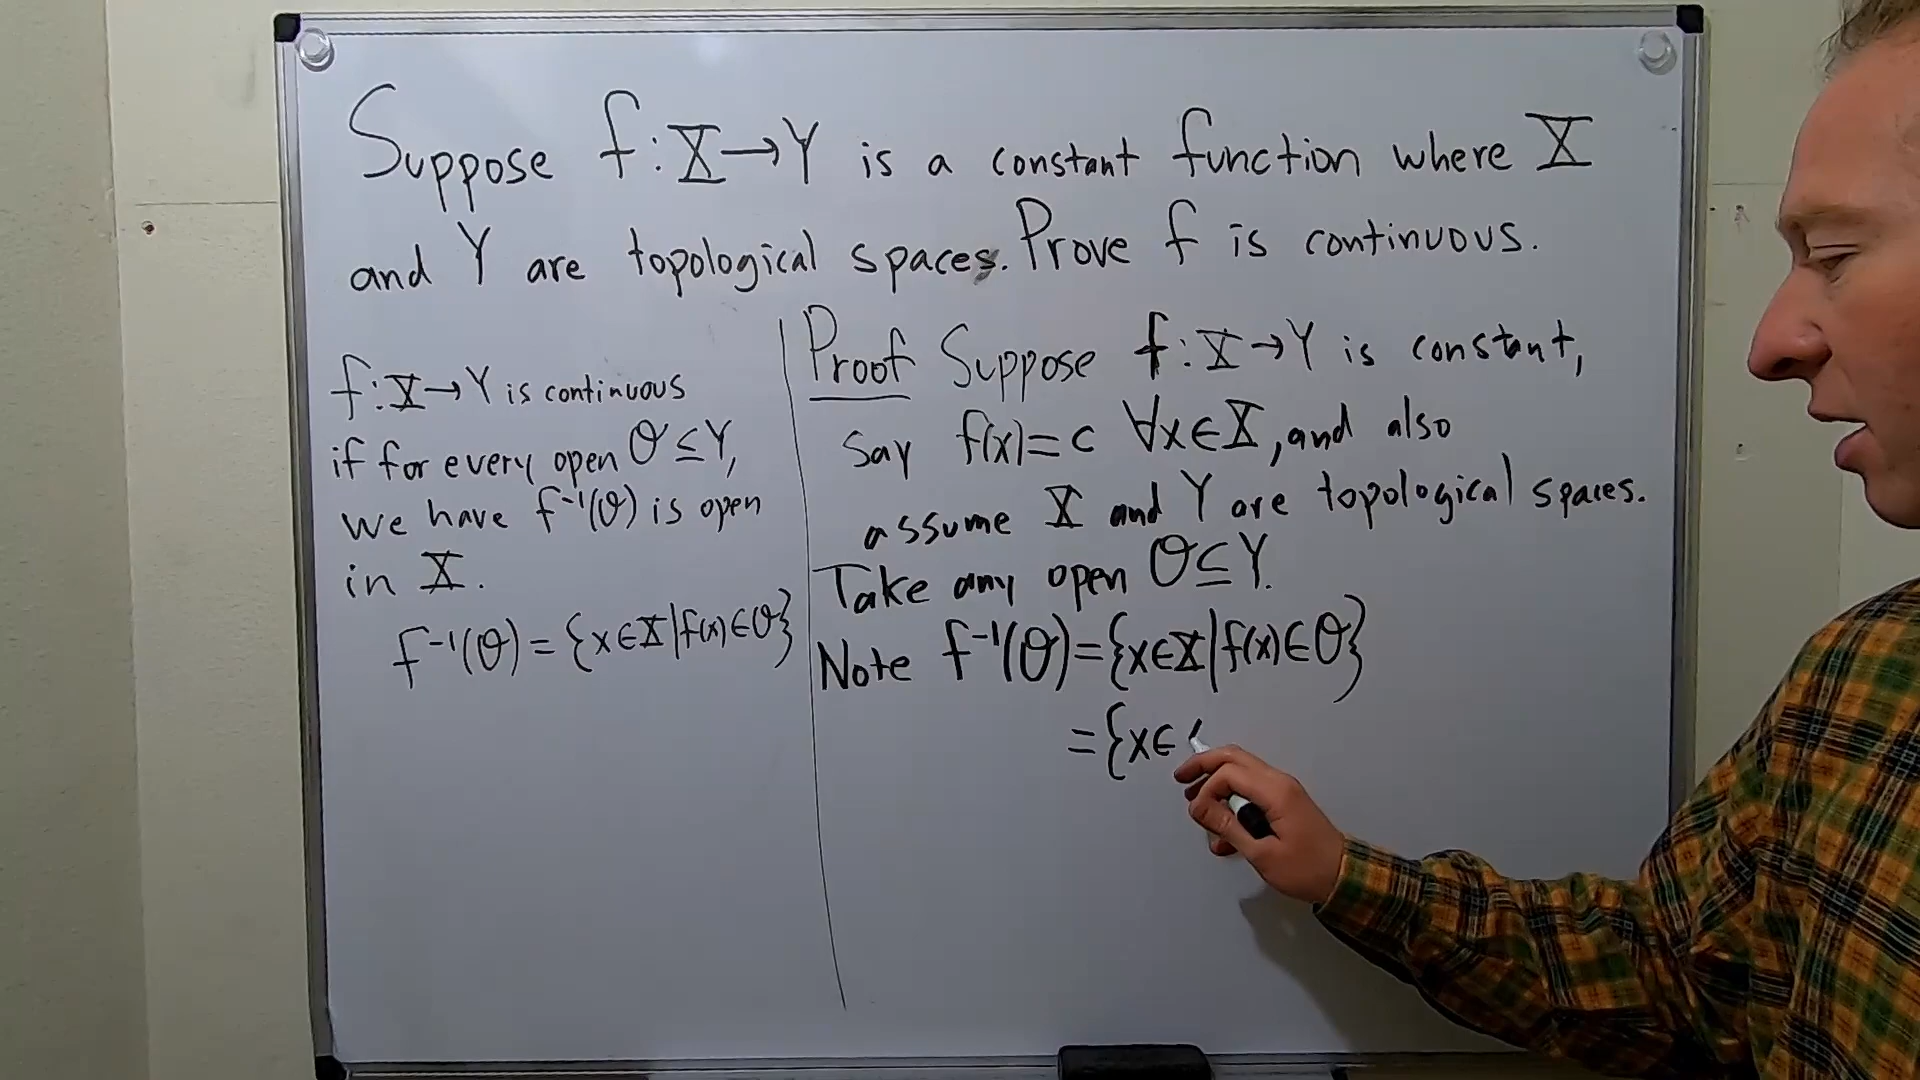 Suppose f:X→Y is a constant function where X
and Y are topological spaces. Prove f is continuous.
f:X→Y is continuous
if for every open O⊆Y,
we have f⁻¹(O) is open
in X.
f⁻¹(O) = {x∈X|f(x)∈O}
Proof Suppose f:X→Y is constant,
say f(x)=c ∀x∈X, and also
assume X and Y are topological spaces.
Take any open O⊆Y.
Note f⁻¹(O)={x∈X|f(x)∈O}
={x∈